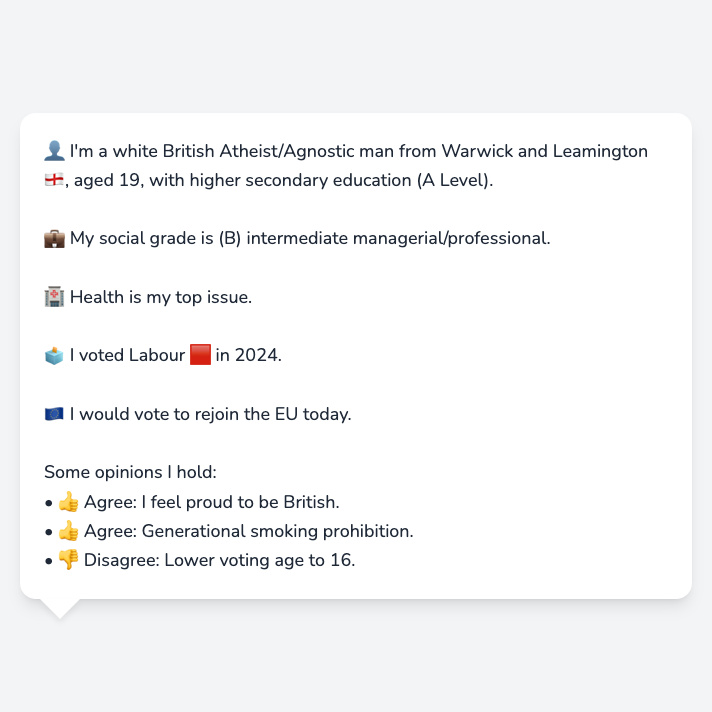 👤 I'm a white British Atheist/Agnostic man from Warwick and Leamington
🏴󠁧󠁢󠁥󠁮󠁧󠁿, aged 19, with higher secondary education (A Level).
💼 My social grade is (B) intermediate managerial/professional.
🏥 Health is my top issue.
🗳️ I voted Labour 🟥 in 2024.
🇪🇺 I would vote to rejoin the EU today.
Some opinions I hold:
• 👍 Agree: I feel proud to be British.
• 👍 Agree: Generational smoking prohibition.
• 👎 Disagree: Lower voting age to 16.